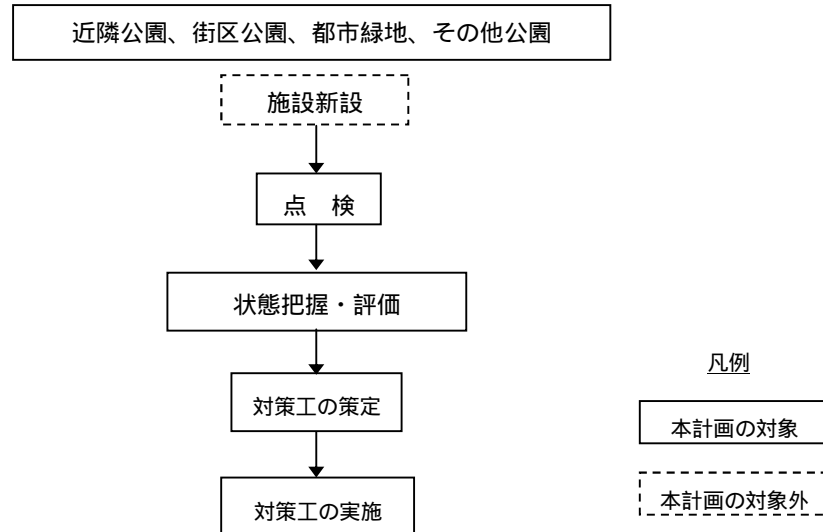 近隣公園、街区公園、都市緑地、その他公園
施設新設
点　検
状態把握・評価
対策工の策定
対策工の実施
凡例
本計画の対象
本計画の対象外